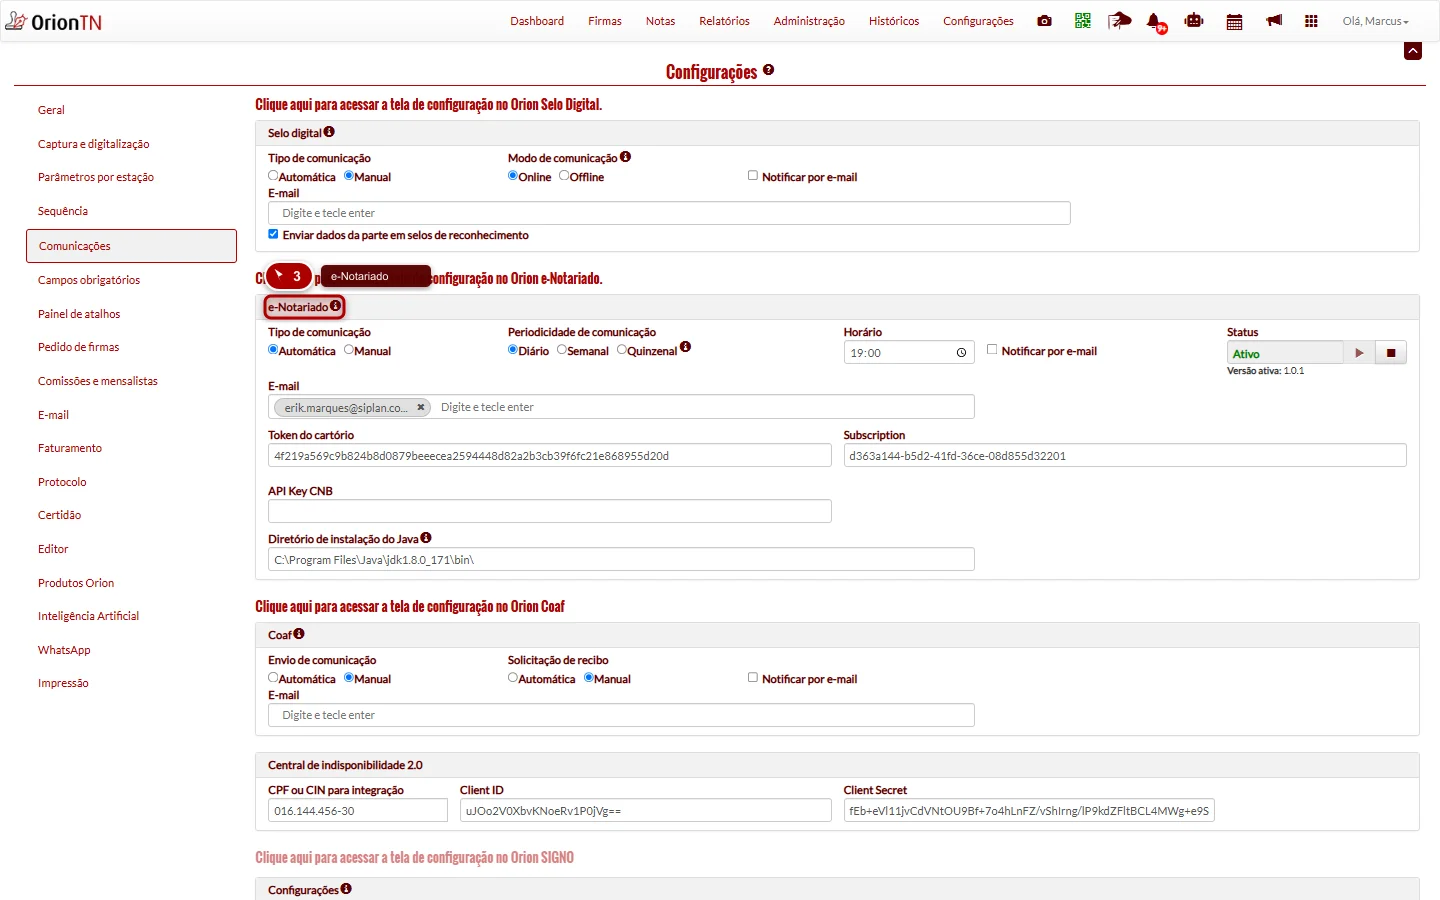 OrionTN
Dashboard
Firmas
Notas
Relatórios
Administração
Históricos
Configurações
9+
Olá, Marcus
Configurações
Geral
Captura e digitalização
Parâmetros por estação
Sequência
Comunicações
Campos obrigatórios
Painel de atalhos
Pedido de firmas
Comissões e mensalistas
E-mail
Faturamento
Protocolo
Certidão
Editor
Produtos Orion
Inteligência Artificial
WhatsApp
Impressão
Clique aqui para acessar a tela de configuração no Orion Selo Digital.
Selo digital
Tipo de comunicação
Automática Manual
Modo de comunicação
Online Offline
Notificar por e-mail
E-mail
Digite e tecle enter
Enviar dados da parte em selos de reconhecimento
3
e-Notariado
configuração no Orion e-Notariado.
e-Notariado
Tipo de comunicação
Automática Manual
Periodicidade de comunicação
Diário Semanal Quinzenal
Horário
19:00
Notificar por e-mail
Status
Ativo
Versão ativa: 1.0.1
E-mail
erik.marques@siplan.co... Digite e tecle enter
Token do cartório
4f219a569c9b824b8d0879beeecea2594448d82a2b3cb39f6fc21e868955d20d
Subscription
d363a144-b5d2-41fd-36ce-08d855d32201
API Key CNB
Diretório de instalação do Java
C:\Program Files\Java\jdk1.8.0_171\bin\
Clique aqui para acessar a tela de configuração no Orion Coaf
Coaf
Envio de comunicação
Automática Manual
Solicitação de recibo
Automática Manual
Notificar por e-mail
E-mail
Digite e tecle enter
Central de indisponibilidade 2.0
CPF ou CIN para integração
016.144.456-30
Client ID
uJOo2V0XbvKNoeRv1P0jVg==
Client Secret
fEb+eVl11jvCdVNtOU9Bf+7o4hLnFZ/vShIrng/lP9kdZFltBCL4MWg+e9S
Clique aqui para acessar a tela de configuração no Orion SIGNO
Configurações